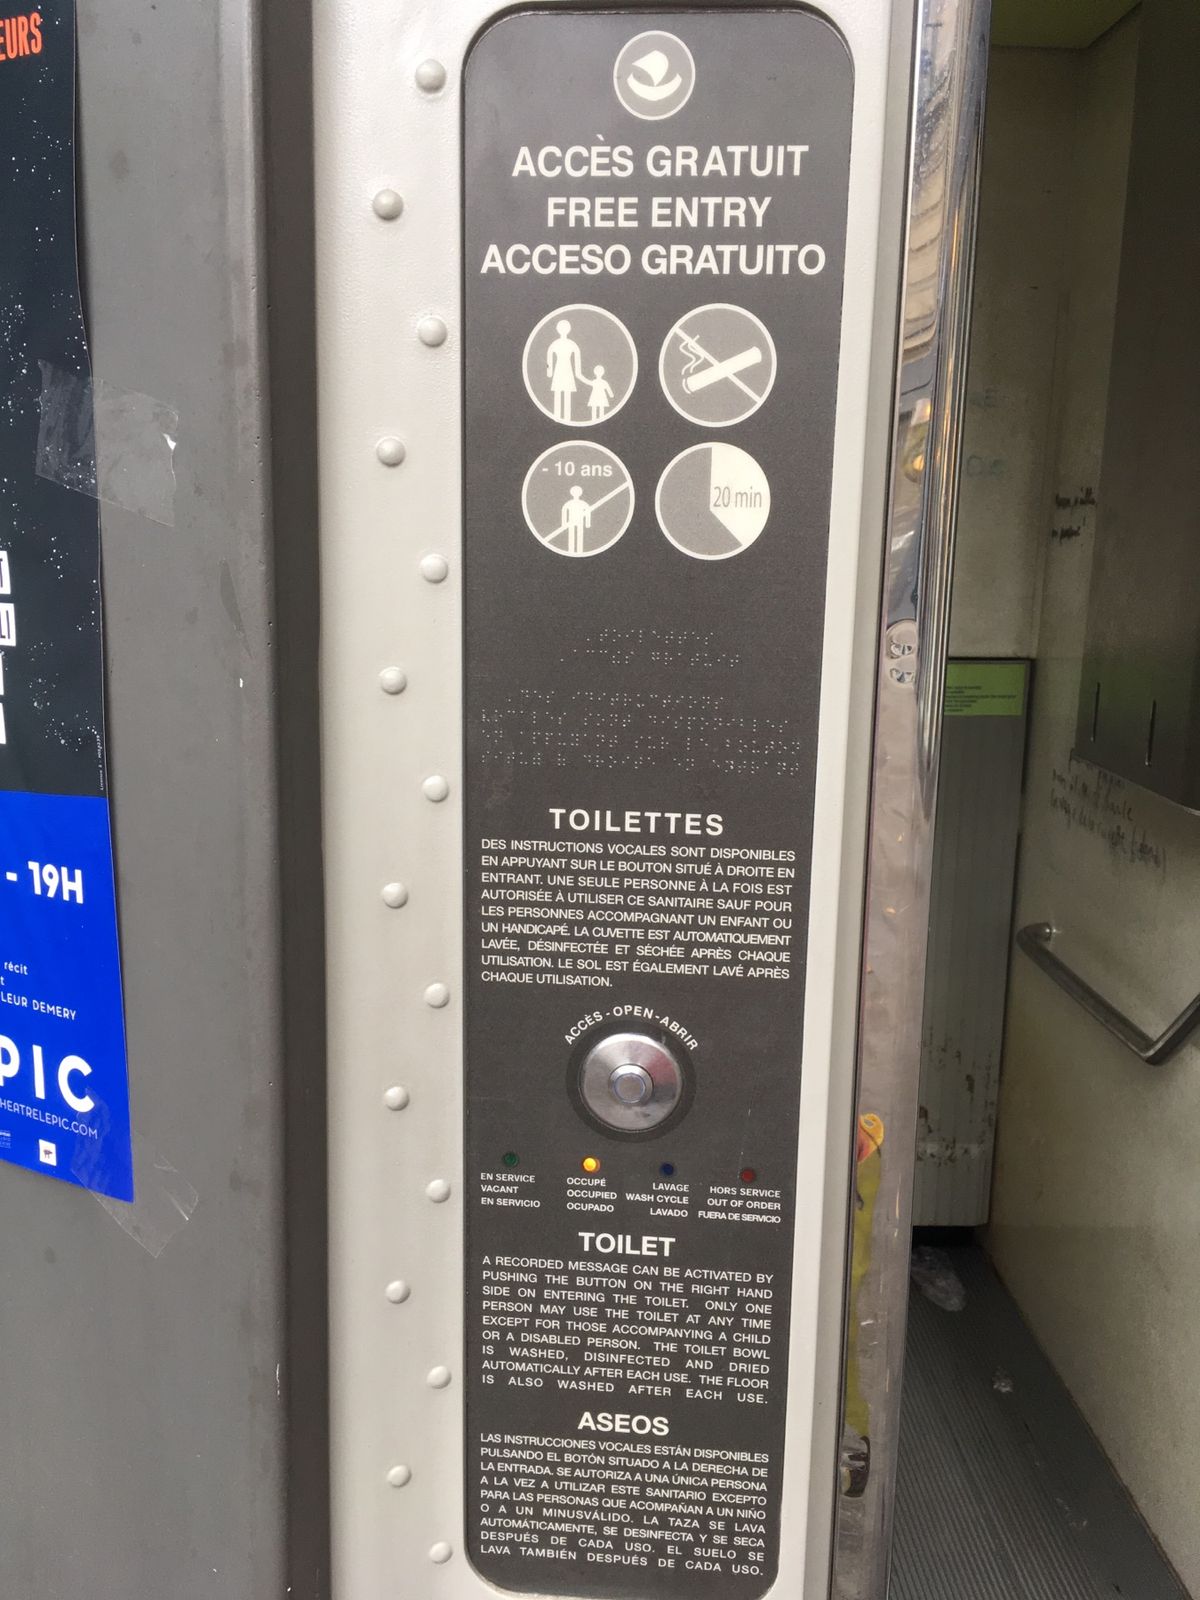 EURS
- 19H
récit
LEUR DEMERY
PIC
HEATRELEPIC.COM
ACCÈS GRATUIT
FREE ENTRY
ACCESO GRATUITO
- 10 ans
20 min
TOILETTES
DES INSTRUCTIONS VOCALES SONT DISPONIBLES
EN APPUYANT SUR LE BOUTON SITUÉ À DROITE EN
ENTRANT. UNE SEULE PERSONNE À LA FOIS EST
AUTORISÉE À UTILISER CE SANITAIRE SAUF POUR
LES PERSONNES ACCOMPAGNANT UN ENFANT OU
UN HANDICAPÉ. LA CUVETTE EST AUTOMATIQUEMENT
LAVÉE, DÉSINFECTÉE ET SÉCHÉE APRÈS CHAQUE
UTILISATION. LE SOL EST ÉGALEMENT LAVÉ APRÈS
CHAQUE UTILISATION.
ACCÈS-OPEN-ABRIR
EN SERVICE
VACANT
EN SERVICIO
OCCUPÉ
OCCUPIED
OCUPADO
LAVAGE
WASH CYCLE
LAVADO
HORS SERVICE
OUT OF ORDER
FUERA DE SERVICIO
TOILET
A RECORDED MESSAGE CAN BE ACTIVATED BY
PUSHING THE BUTTON ON THE RIGHT HAND
SIDE ON ENTERING THE TOILET. ONLY ONE
PERSON MAY USE THE TOILET AT ANY TIME
EXCEPT FOR THOSE ACCOMPANYING A CHILD
OR A DISABLED PERSON. THE TOILET BOWL
IS WASHED, DISINFECTED AND DRIED
AUTOMATICALLY AFTER EACH USE. THE FLOOR
IS ALSO WASHED AFTER EACH USE.
ASEOS
LAS INSTRUCCIONES VOCALES ESTÁN DISPONIBLES
PULSANDO EL BOTÓN SITUADO A LA DERECHA DE
LA ENTRADA. SE AUTORIZA A UNA ÚNICA PERSONA
A LA VEZ A UTILIZAR ESTE SANITARIO EXCEPTO
PARA LAS PERSONAS QUE ACOMPAÑAN A UN NIÑO
O A UN MINUSVÁLIDO. LA TAZA SE LAVA
AUTOMÁTICAMENTE, SE DESINFECTA Y SE SECA
DESPUÉS DE CADA USO. EL SUELO SE
LAVA TAMBIÉN DESPUÉS DE CADA USO.